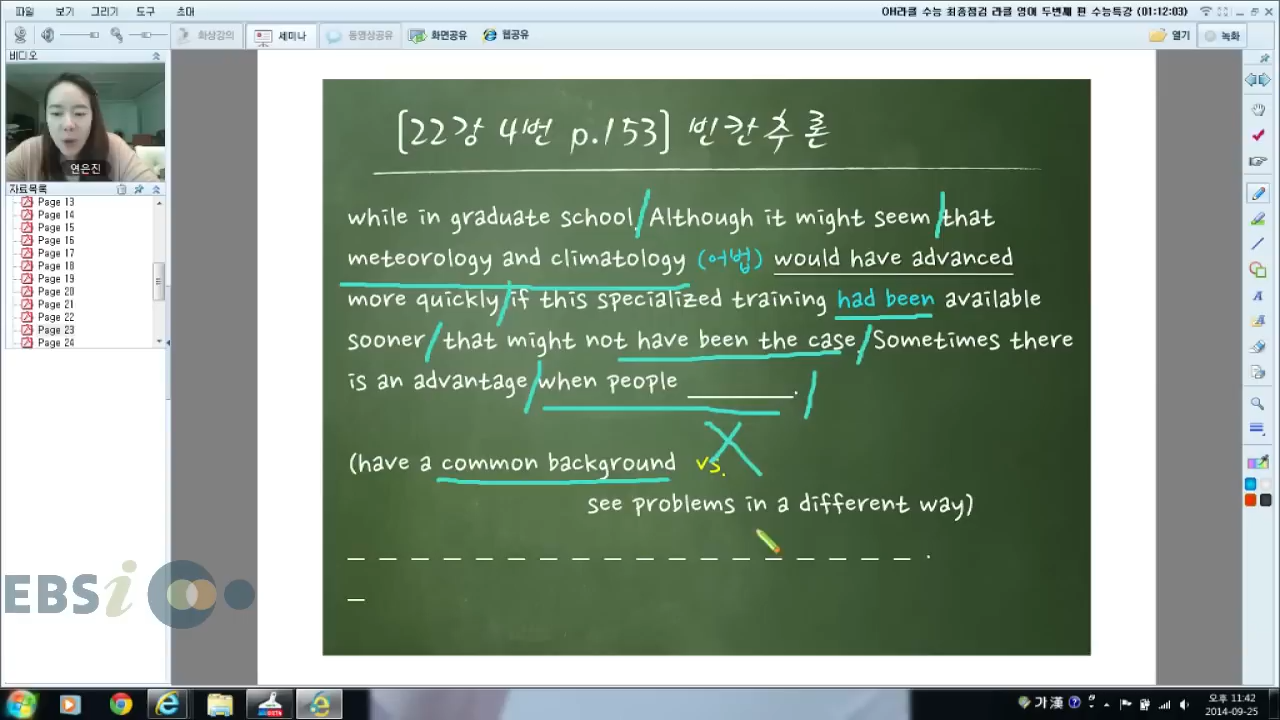 파일 보기 그리기 도구 초대
OH라클 수능 최종점검 라클 영어 두번째 편 수능특강 (01:12:03)
화상강의 세미나 동영상공유 화면공유 웹공유 열기 녹화
비디오
연은진
자료목록
Page 13
Page 14
Page 15
Page 16
Page 17
Page 18
Page 19
Page 20
Page 21
Page 22
Page 23
Page 24
[22강 4번 p.153] 빈칸추론
while in graduate school. Although it might seem that
meteorology and climatology (어법) would have advanced
more quickly if this specialized training had been available
sooner, that might not have been the case. Sometimes there
is an advantage when people ________.
(have a common background vs.
see problems in a different way)
_ _ _ _ _ _ _ _ _ _ _ _ _ _ _ _ _ _ .
_
EBSi
가 漢
오후 11:42
2014-09-25